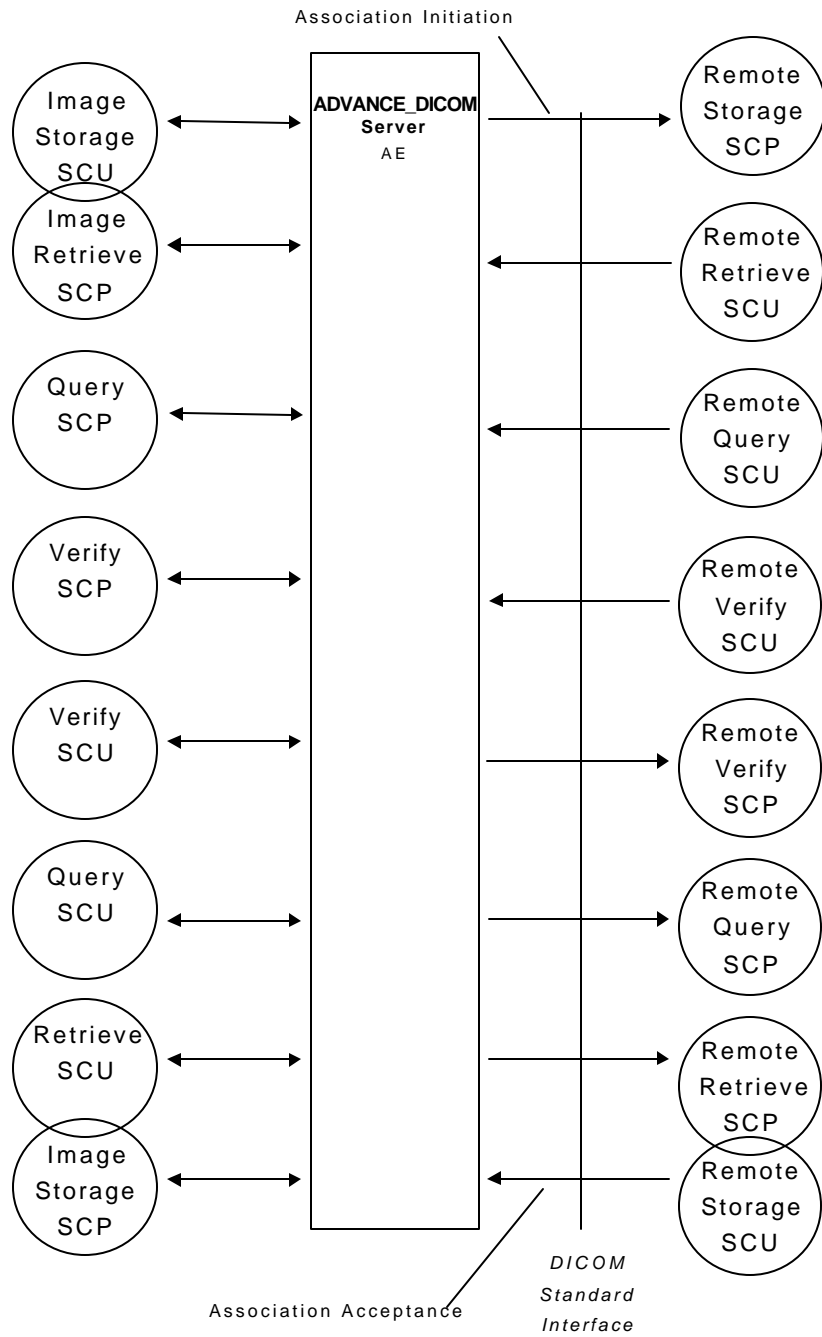 Association Initiation
Image
Storage
SCU
ADVANCE_DICOM
Server
AE
Remote
Storage
SCP
Image
Retrieve
SCP
Remote
Retrieve
SCU
Query
SCP
Remote
Query
SCU
Verify
SCP
Remote
Verify
SCU
Verify
SCU
Remote
Verify
SCP
Query
SCU
Remote
Query
SCP
Retrieve
SCU
Remote
Retrieve
SCP
Image
Storage
SCP
Remote
Storage
SCU
Association Acceptance
DICOM
Standard
Interface